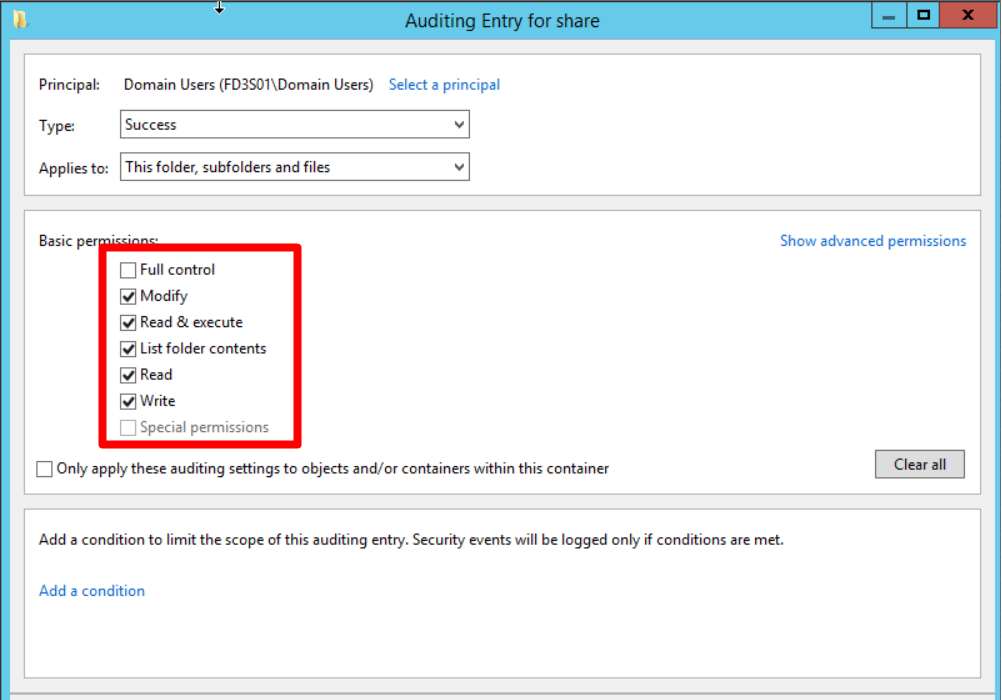 Auditing Entry for share
Principal: Domain Users (FD3S01\Domain Users) Select a principal
Type: Success
Applies to: This folder, subfolders and files
Basic permissions: Show advanced permissions
Full control
Modify
Read & execute
List folder contents
Read
Write
Special permissions
Only apply these auditing settings to objects and/or containers within this container Clear all
Add a condition to limit the scope of this auditing entry. Security events will be logged only if conditions are met.
Add a condition